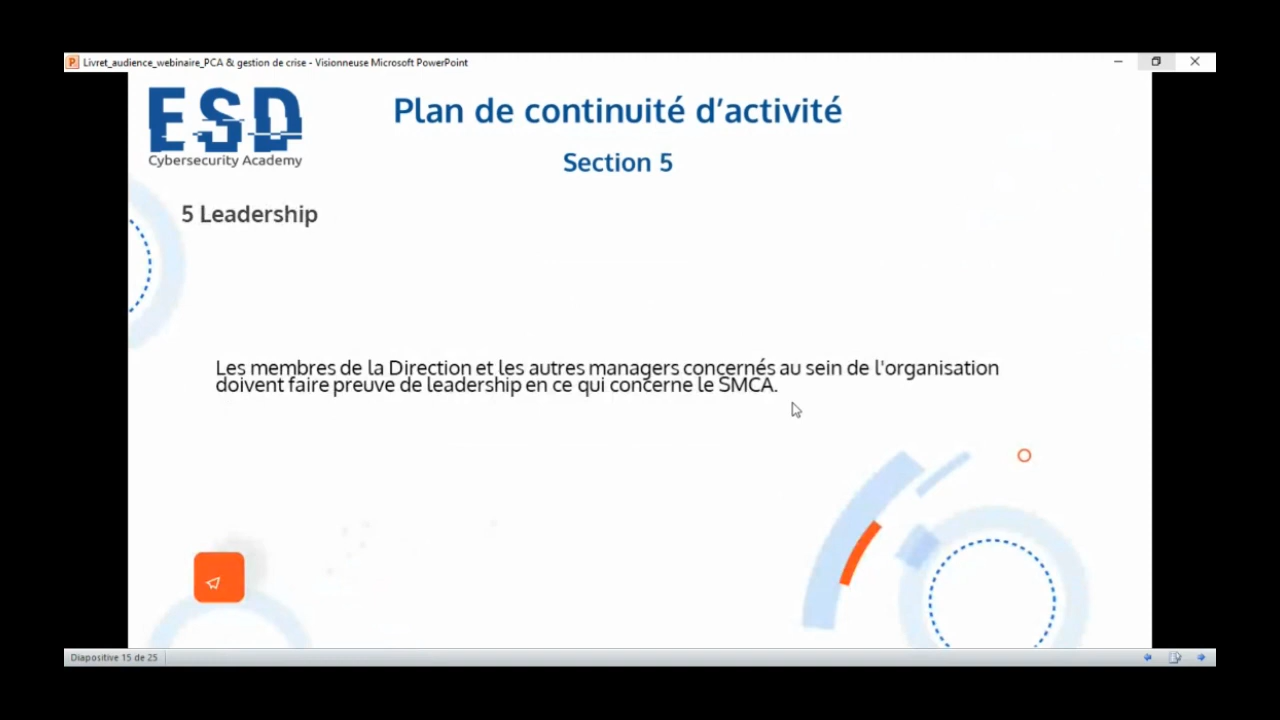 Livret_audience_webinaire_PCA & gestion de crise - Visionneuse Microsoft PowerPoint
ESD
Cybersecurity Academy
Plan de continuité d’activité
Section 5
5 Leadership
Les membres de la Direction et les autres managers concernés au sein de l'organisation
doivent faire preuve de leadership en ce qui concerne le SMCA.
Diapositive 15 de 25